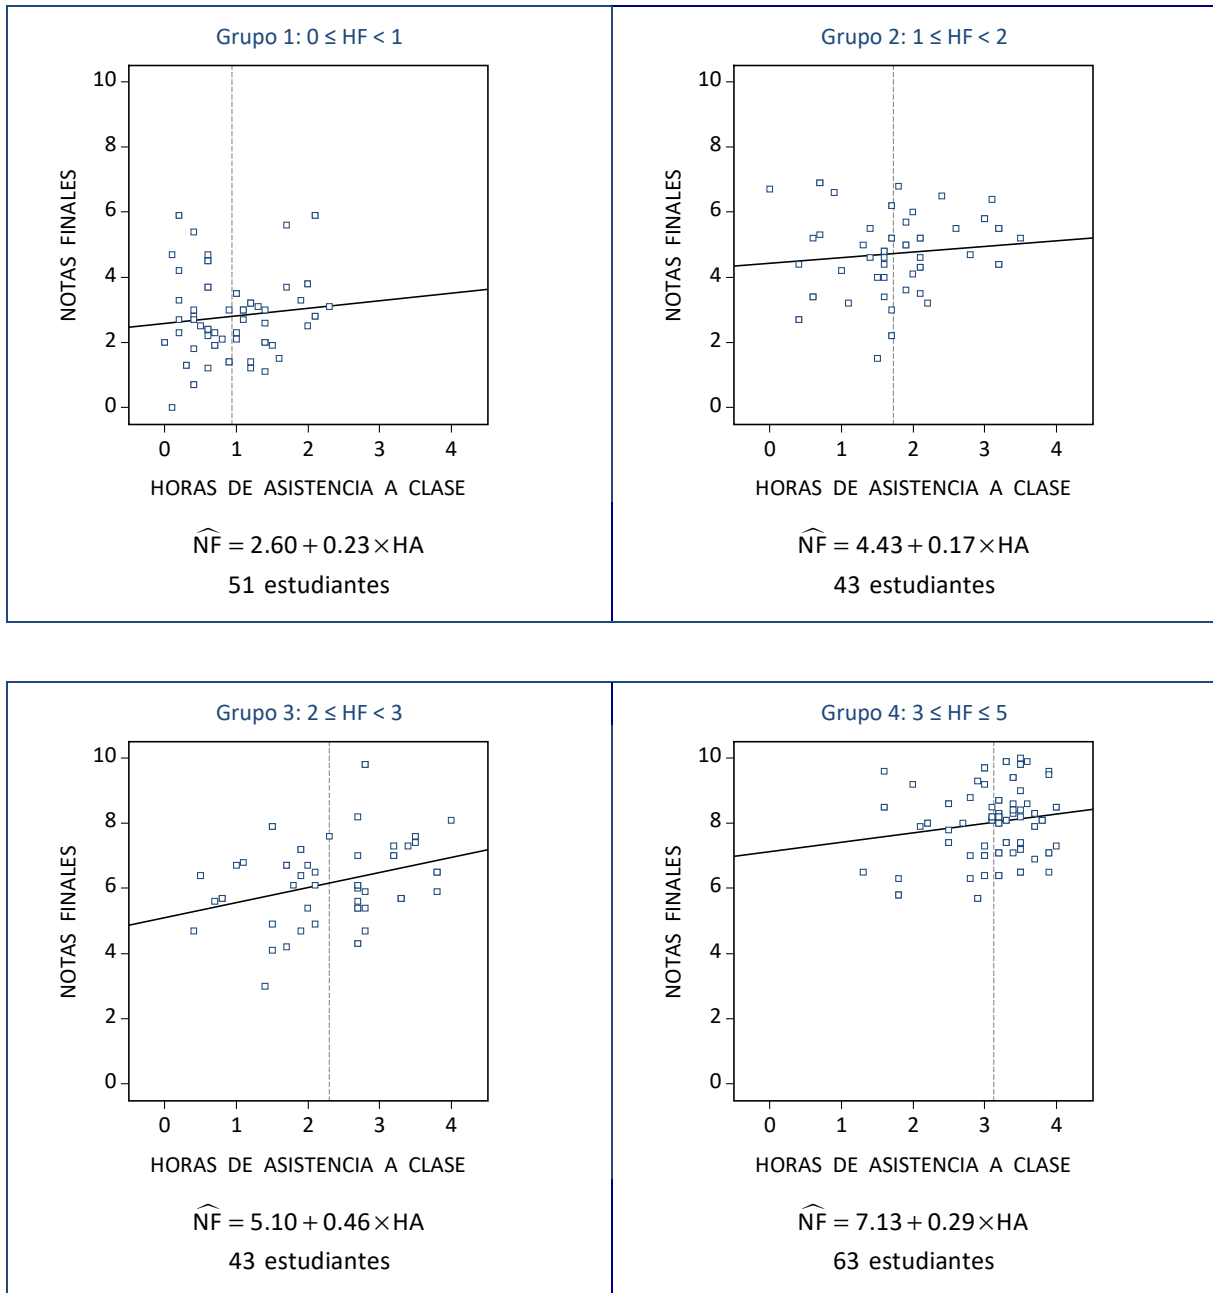 Grupo 1: 0 ≤ HF < 1
10
8
6
4
2
0
NOTAS FINALES
0 1 2 3 4
HORAS DE ASISTENCIA A CLASE
N̂F = 2.60 + 0.23 × HA
51 estudiantes
Grupo 2: 1 ≤ HF < 2
10
8
6
4
2
0
NOTAS FINALES
0 1 2 3 4
HORAS DE ASISTENCIA A CLASE
N̂F = 4.43 + 0.17 × HA
43 estudiantes
Grupo 3: 2 ≤ HF < 3
10
8
6
4
2
0
NOTAS FINALES
0 1 2 3 4
HORAS DE ASISTENCIA A CLASE
N̂F = 5.10 + 0.46 × HA
43 estudiantes
Grupo 4: 3 ≤ HF ≤ 5
10
8
6
4
2
0
NOTAS FINALES
0 1 2 3 4
HORAS DE ASISTENCIA A CLASE
N̂F = 7.13 + 0.29 × HA
63 estudiantes